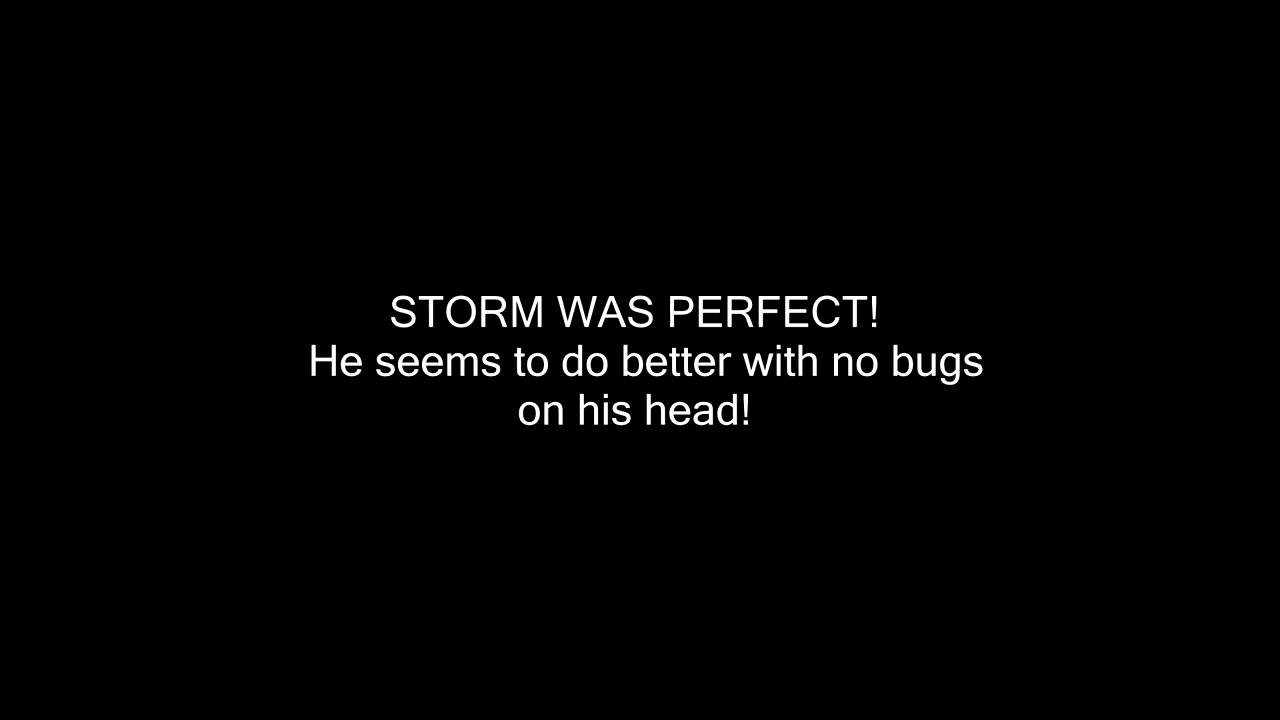 STORM WAS PERFECT!
He seems to do better with no bugs
on his head!